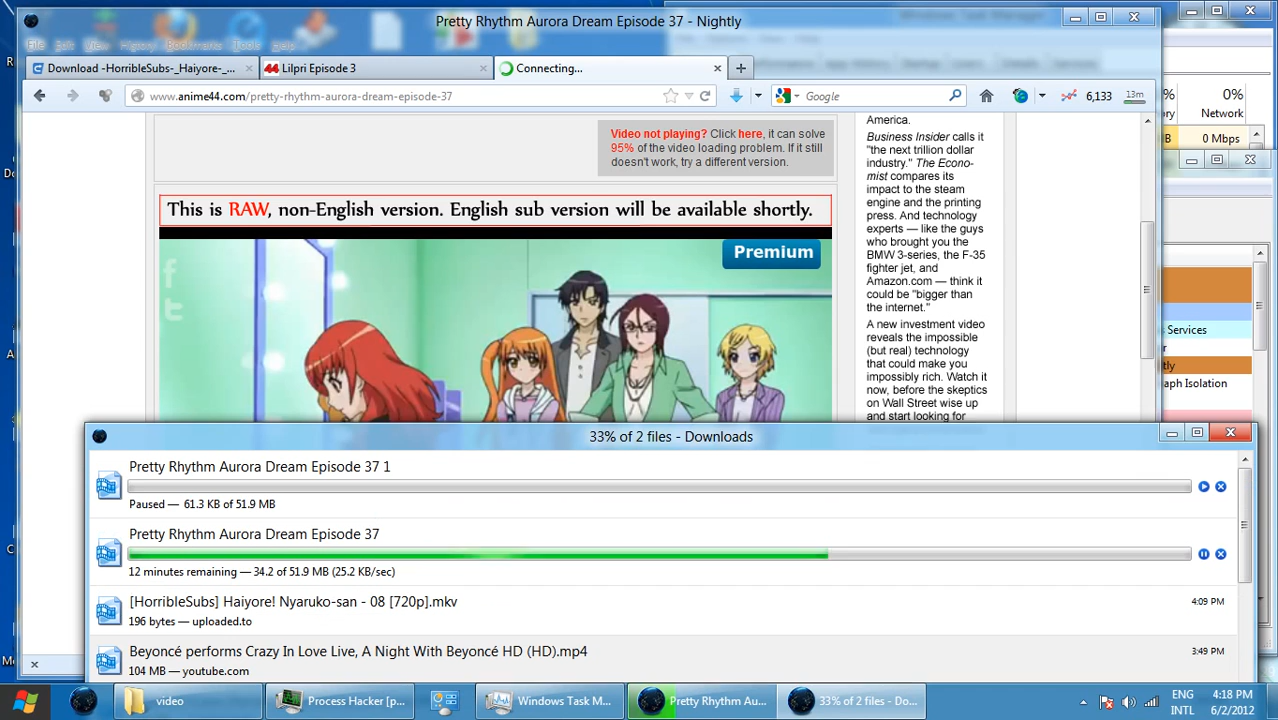 Pretty Rhythm Aurora Dream Episode 37 - Nightly
File Edit View History Bookmarks Tools Help
Download -HorribleSubs-_Haiyore-_...
44 Lilpri Episode 3
Connecting...
www.anime44.com/pretty-rhythm-aurora-dream-episode-37
Google
6,133
13m
0%
Network
0 Mbps
Video not playing? Click here, it can solve
95% of the video loading problem. If it still
doesn't work, try a different version.
This is RAW, non-English version. English sub version will be available shortly.
Premium
America.
Business Insider calls it
"the next trillion dollar
industry." The Econo-
mist compares its
impact to the steam
engine and the printing
press. And technology
experts — like the guys
who brought you the
BMW 3-series, the F-35
fighter jet, and
Amazon.com — think it
could be "bigger than
the internet."
A new investment video
reveals the impossible
(but real) technology
that could make you
impossibly rich. Watch it
now, before the skeptics
on Wall Street wise up
and start looking for
Services
aph Isolation
33% of 2 files - Downloads
Pretty Rhythm Aurora Dream Episode 37 1
Paused — 61.3 KB of 51.9 MB
Pretty Rhythm Aurora Dream Episode 37
12 minutes remaining — 34.2 of 51.9 MB (25.2 KB/sec)
[HorribleSubs] Haiyore! Nyaruko-san - 08 [720p].mkv
4:09 PM
196 bytes — uploaded.to
Beyoncé performs Crazy In Love Live, A Night With Beyoncé HD (HD).mp4
3:49 PM
104 MB — youtube.com
video
Process Hacker [p...
Windows Task M...
Pretty Rhythm Au...
33% of 2 files - Do...
ENG
INTL
4:18 PM
6/2/2012